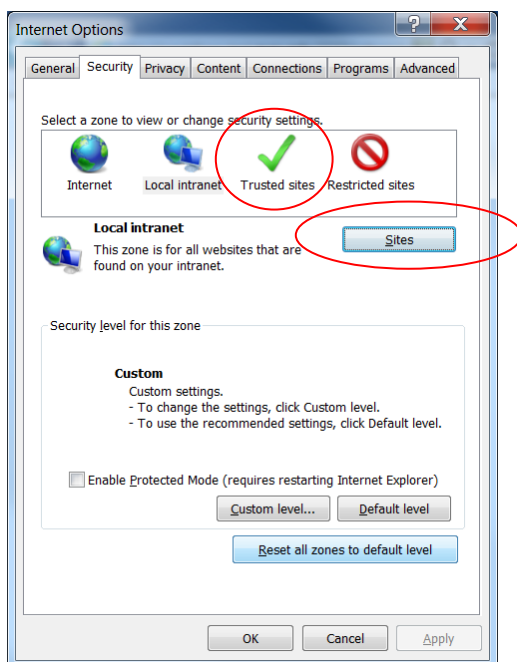 Internet Options
?
X
General Security Privacy Content Connections Programs Advanced
Select a zone to view or change security settings.
Internet Local intranet Trusted sites Restricted sites
Local intranet
Sites
This zone is for all websites that are
found on your intranet.
Security level for this zone
Custom
Custom settings.
- To change the settings, click Custom level.
- To use the recommended settings, click Default level.
Enable Protected Mode (requires restarting Internet Explorer)
Custom level... Default level
Reset all zones to default level
OK Cancel Apply